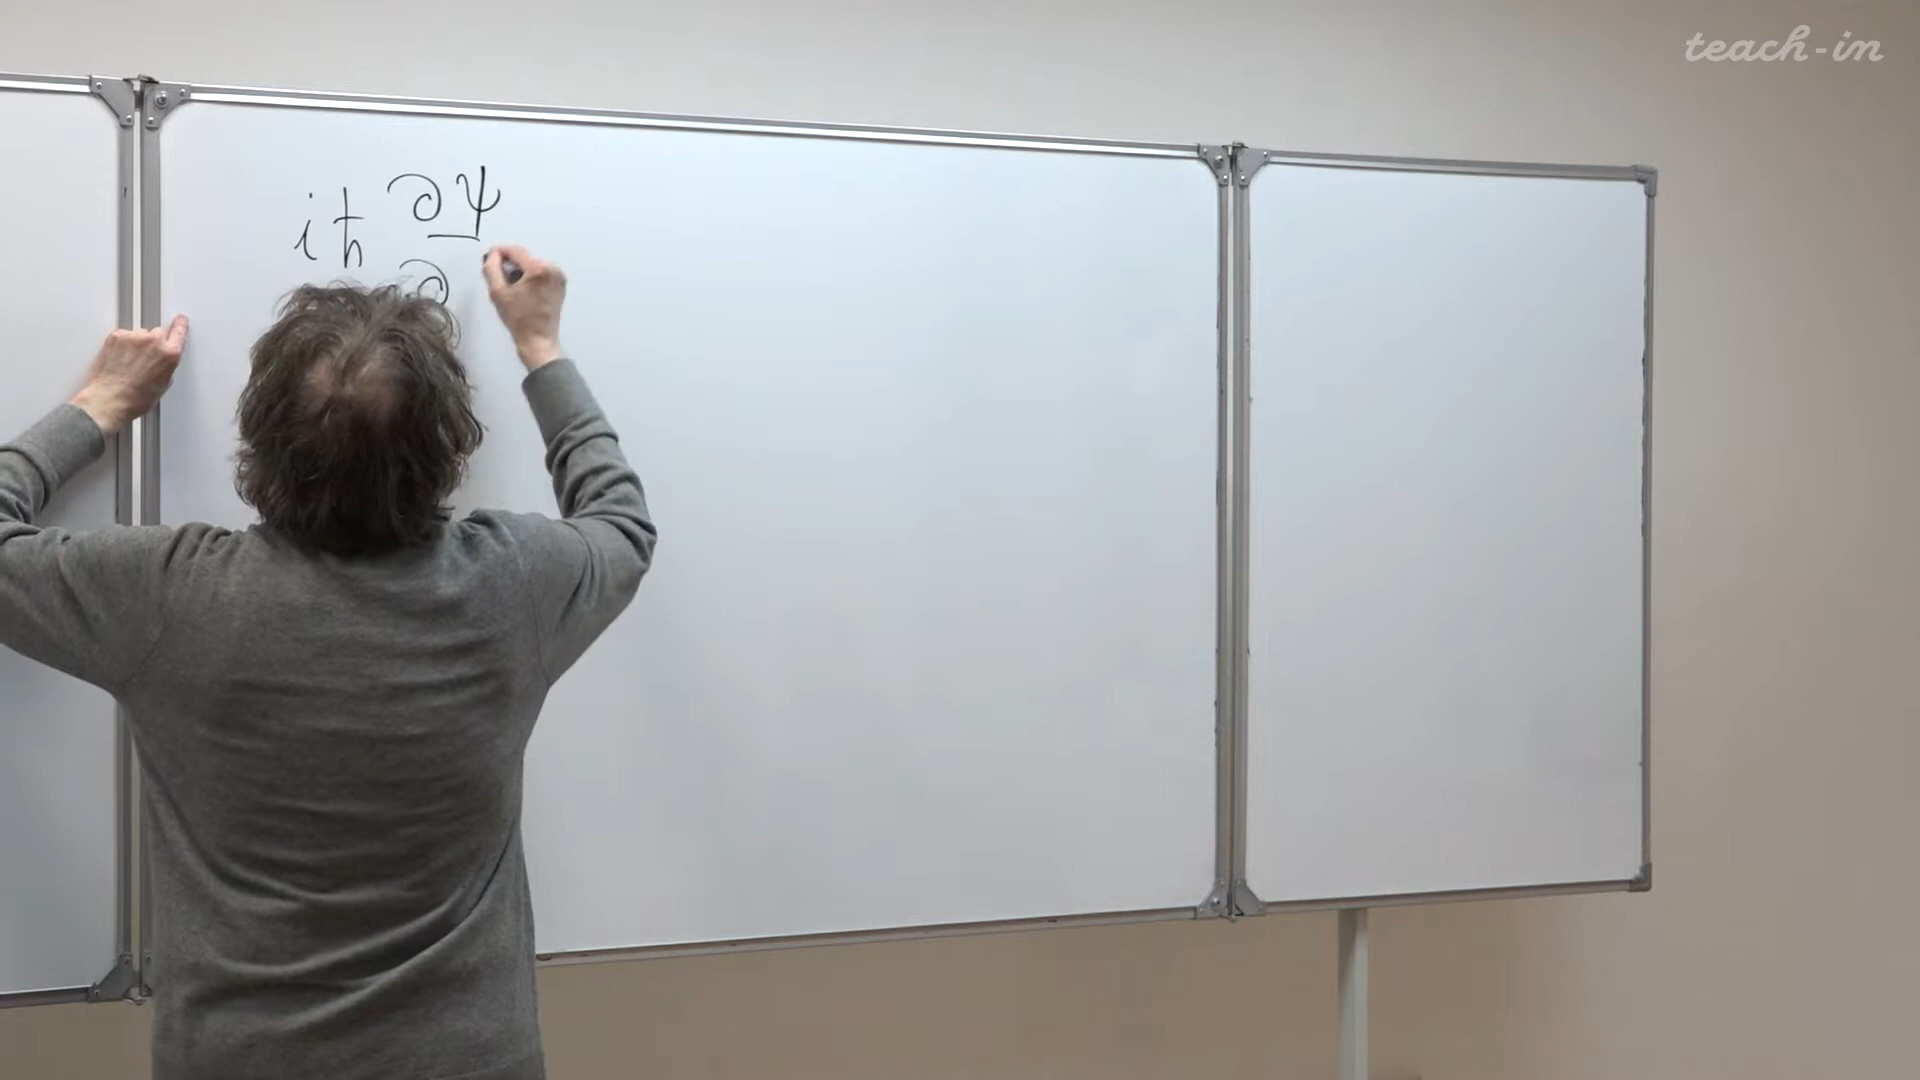 teach-in
iħ ∂ψ
∂